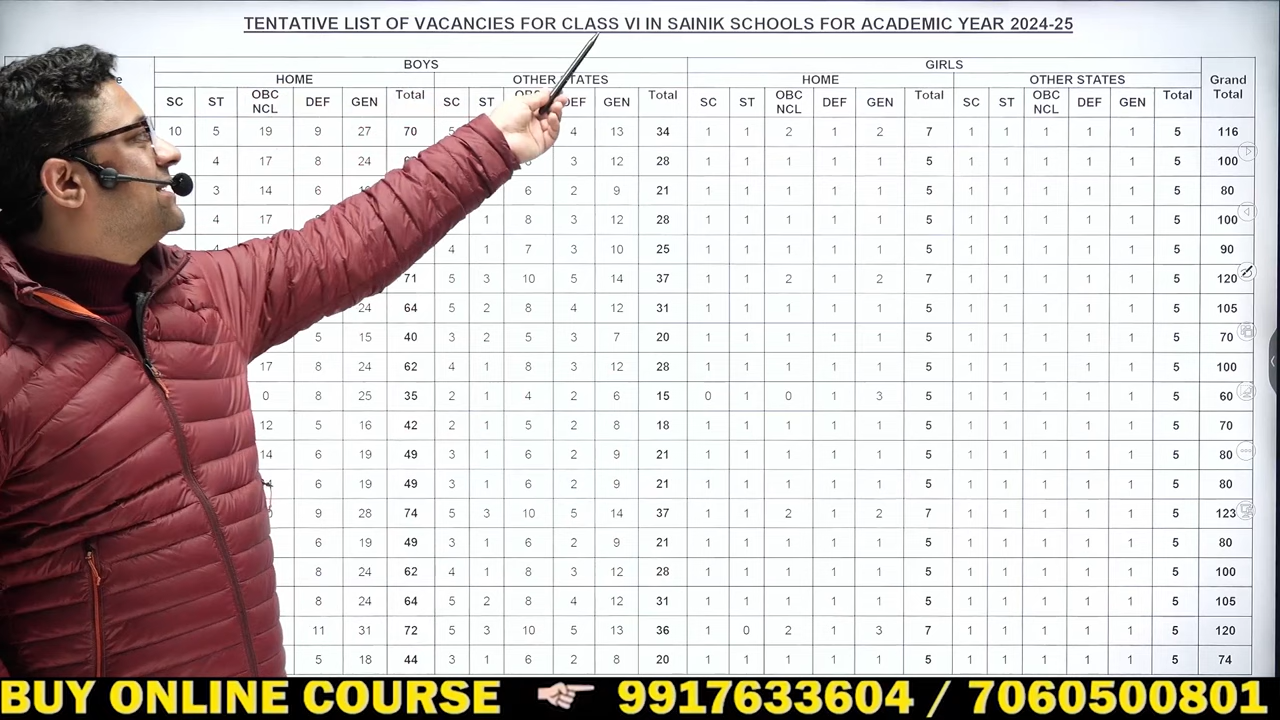 TENTATIVE LIST OF VACANCIES FOR CLASS VI IN SAINIK SCHOOLS FOR ACADEMIC YEAR 2024-25
BOYS GIRLS
HOME OTHER STATES HOME OTHER STATES Grand Total
SC ST OBC NCL DEF GEN Total SC ST DEF GEN Total SC ST OBC NCL DEF GEN Total SC ST OBC NCL DEF GEN Total
10 5 19 9 27 70 5 4 13 34 1 1 2 1 2 7 1 1 1 1 1 5 116
4 17 8 24 3 12 28 1 1 1 1 1 5 1 1 1 1 1 5 100
3 14 6 6 2 9 21 1 1 1 1 1 5 1 1 1 1 1 5 80
4 17 1 8 3 12 28 1 1 1 1 1 5 1 1 1 1 1 5 100
4 1 7 3 10 25 1 1 1 1 1 5 1 1 1 1 1 5 90
71 5 3 10 5 14 37 1 1 2 1 2 7 1 1 1 1 1 5 120
24 64 5 2 8 4 12 31 1 1 1 1 1 5 1 1 1 1 1 5 105
5 15 40 3 2 5 3 7 20 1 1 1 1 1 5 1 1 1 1 1 5 70
17 8 24 62 4 1 8 3 12 28 1 1 1 1 1 5 1 1 1 1 1 5 100
0 8 25 35 2 1 4 2 6 15 0 1 0 1 3 5 1 1 1 1 1 5 60
12 5 16 42 2 1 5 2 8 18 1 1 1 1 1 5 1 1 1 1 1 5 70
14 6 19 49 3 1 6 2 9 21 1 1 1 1 1 5 1 1 1 1 1 5 80
6 19 49 3 1 6 2 9 21 1 1 1 1 1 5 1 1 1 1 1 5 80
9 28 74 5 3 10 5 14 37 1 1 2 1 2 7 1 1 1 1 1 5 123
6 19 49 3 1 6 2 9 21 1 1 1 1 1 5 1 1 1 1 1 5 80
8 24 62 4 1 8 3 12 28 1 1 1 1 1 5 1 1 1 1 1 5 100
8 24 64 5 2 8 4 12 31 1 1 1 1 1 5 1 1 1 1 1 5 105
11 31 72 5 3 10 5 13 36 1 0 2 1 3 7 1 1 1 1 1 5 120
5 18 44 3 1 6 2 8 20 1 1 1 1 1 5 1 1 1 1 1 5 74
BUY ONLINE COURSE 9917633604 / 7060500801